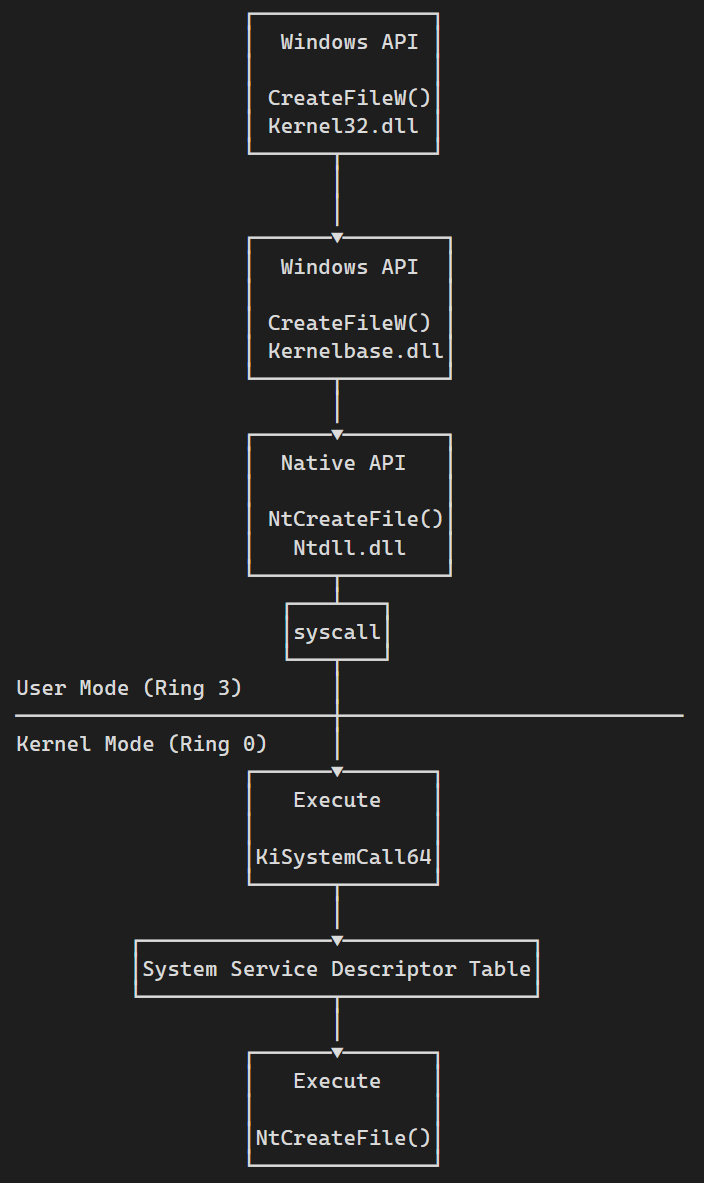 Windows API
CreateFileW()
Kernel32.dll
Windows API
CreateFileW()
Kernelbase.dll
Native API
NtCreateFile()
Ntdll.dll
syscall
User Mode (Ring 3)
Kernel Mode (Ring 0)
Execute
KiSystemCall64
System Service Descriptor Table
Execute
NtCreateFile()